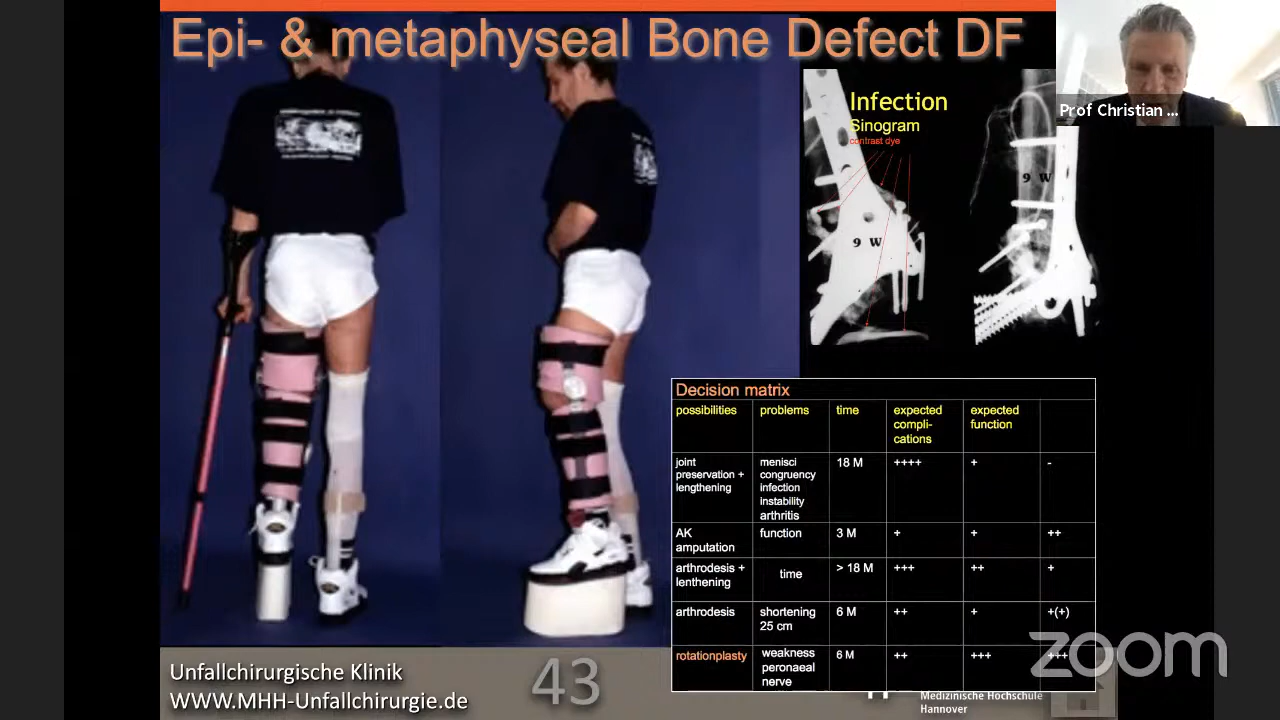 Epi- & metaphyseal Bone Defect DF
Prof Christian ...
Infection
Sinogram
contrast dye
9 W
9 W
Decision matrix
possibilities problems time expected compli-cations expected function
joint preservation + lengthening menisci congruency infection instability arthritis 18 M ++++ + -
AK amputation function 3 M + + ++
arthrodesis + lenthening time > 18 M +++ ++ +
arthrodesis shortening 25 cm 6 M ++ + +(+)
rotationplasty weakness peronaeal nerve 6 M ++ +++ +++
zoom
Unfallchirurgische Klinik
WWW.MHH-Unfallchirurgie.de
43
Medizinische Hochschule
Hannover